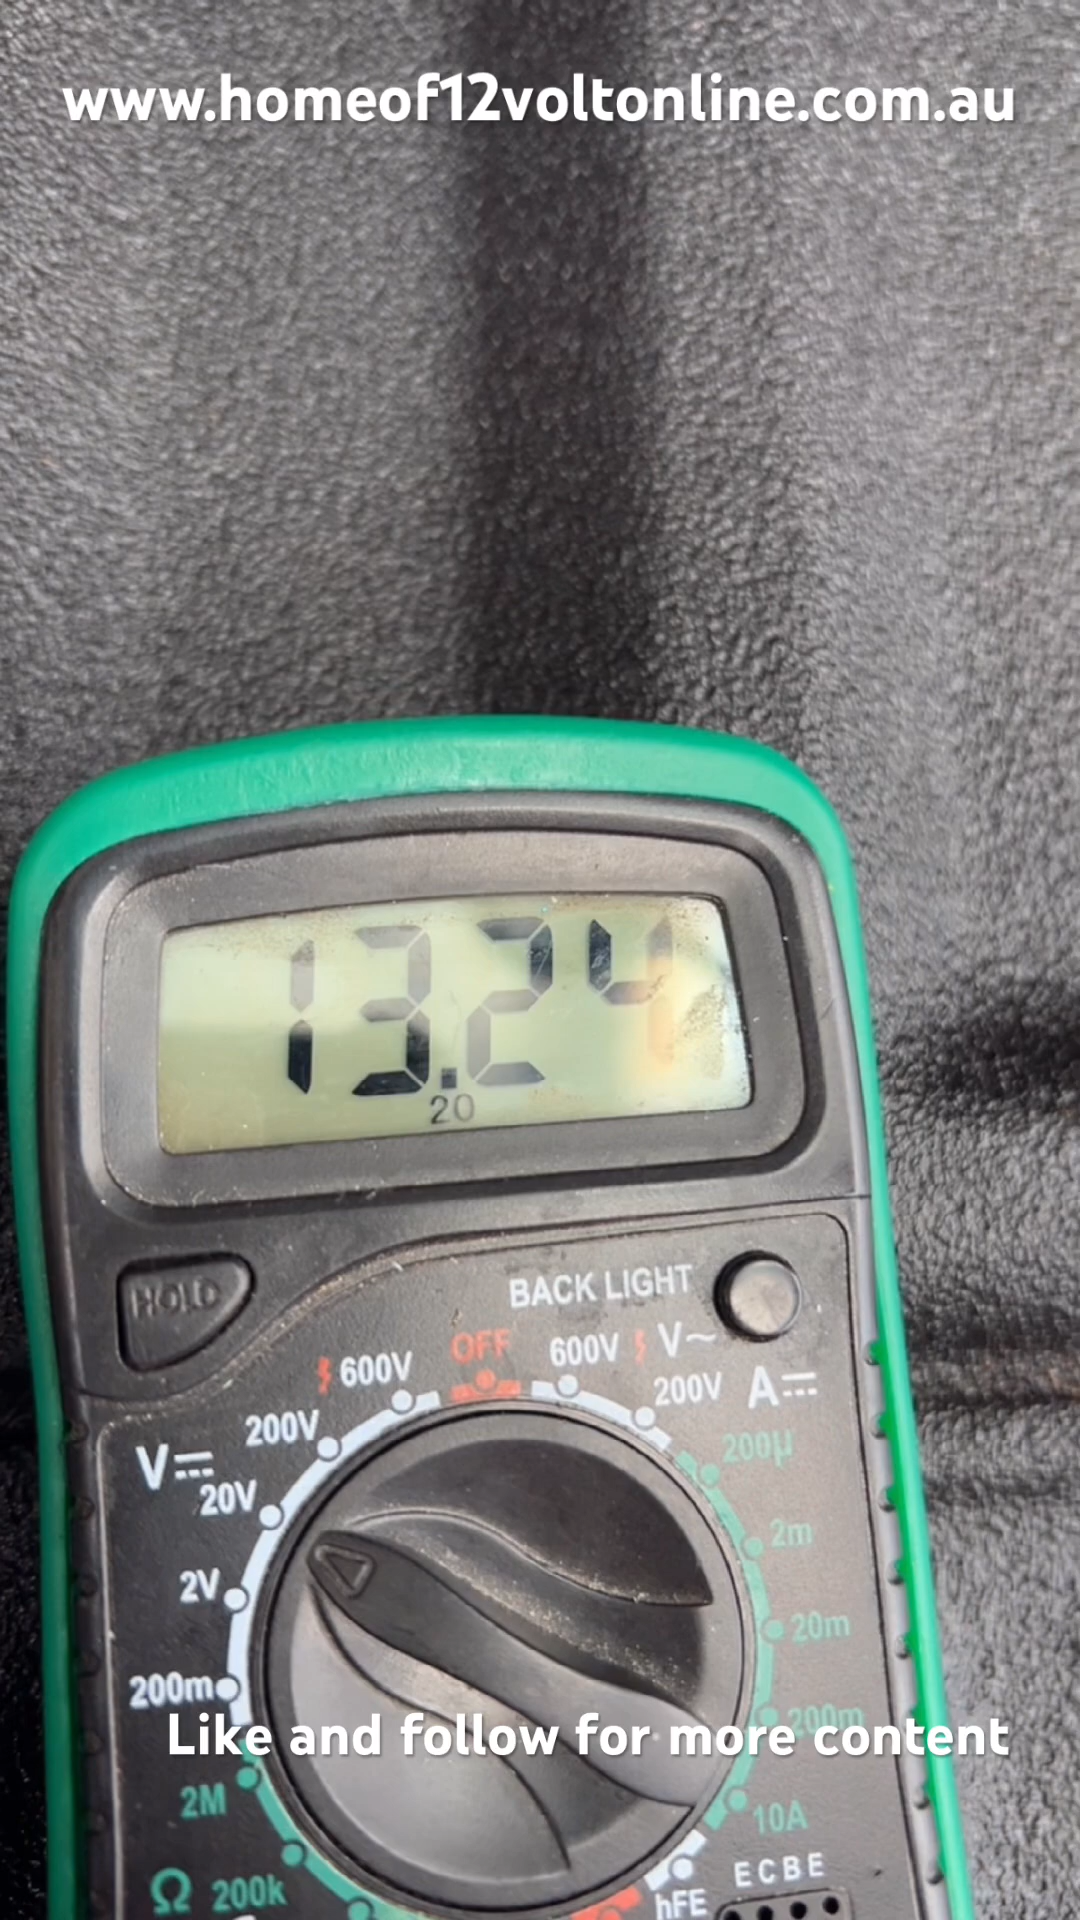 www.homeof12voltonline.com.au
13.24
20
HOLD
BACK LIGHT
600V OFF 600V V~
200V 200V A⎓
V⎓ 200µ
20V 2m
2V 20m
200m 200m
Like and follow for more content
2M 10A
Ω 200k hFE E C B E